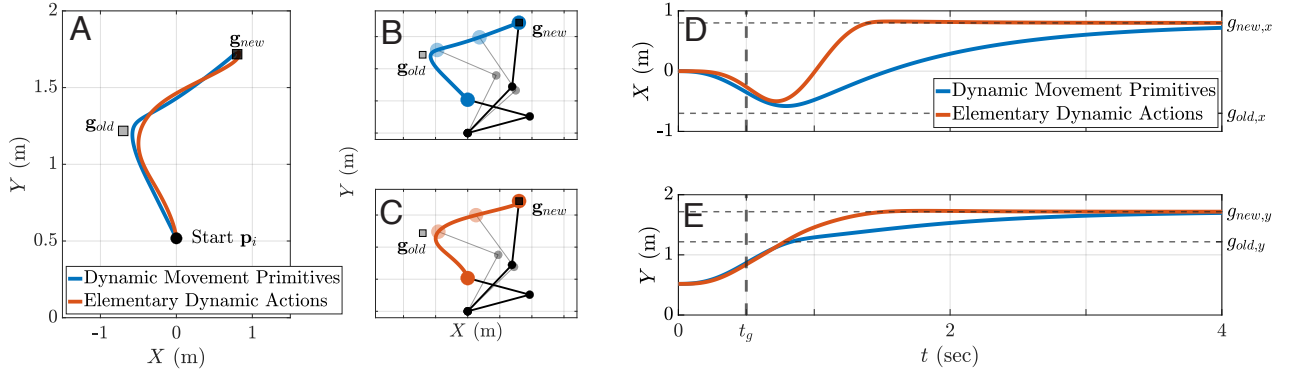 A
2
1.5
1
0.5
0
Y (m)
g_new
g_old
Start p_i
Dynamic Movement Primitives
Elementary Dynamic Actions
-1
0
1
X (m)
B
g_new
g_old
Y (m)
C
g_new
g_old
X (m)
D
1
0
-1
X (m)
g_new,x
Dynamic Movement Primitives
Elementary Dynamic Actions
g_old,x
E
2
1
0
Y (m)
g_new,y
g_old,y
0
t_g
2
3
4
t (sec)